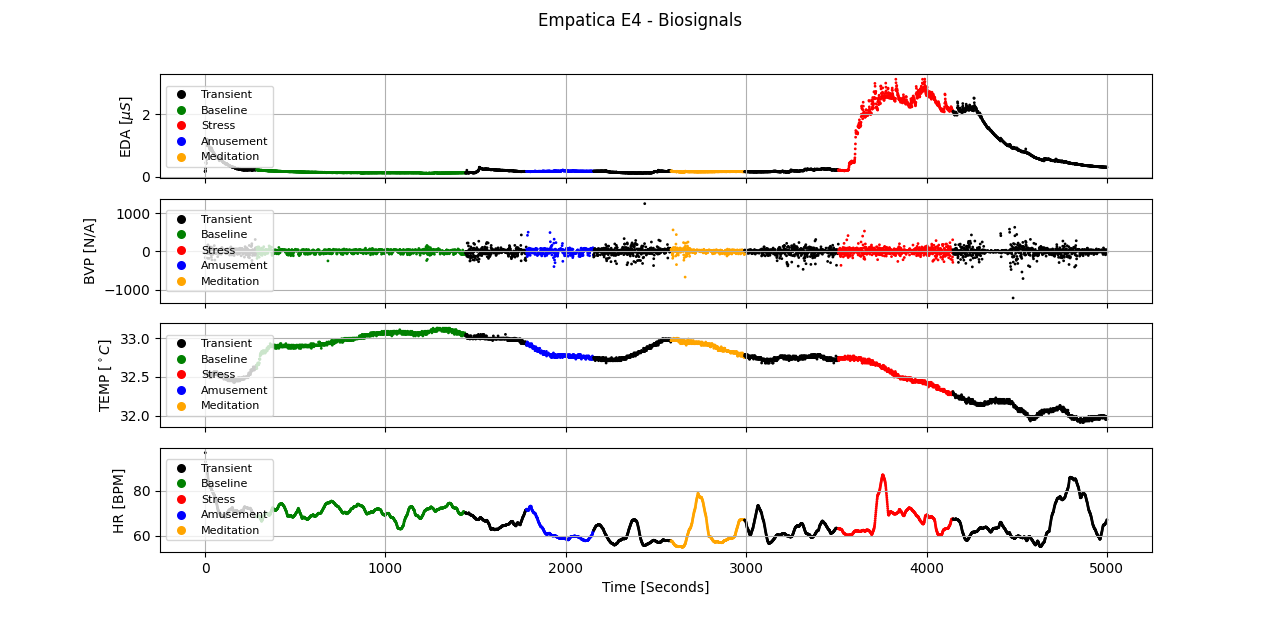 Empatica E4 - Biosignals
EDA [μS]
2
0
Transient
Baseline
Stress
Amusement
Meditation
BVP [N/A]
1000
0
−1000
Transient
Baseline
Stress
Amusement
Meditation
TEMP [°C]
33.0
32.5
32.0
Transient
Baseline
Stress
Amusement
Meditation
HR [BPM]
80
60
Transient
Baseline
Stress
Amusement
Meditation
0 1000 2000 3000 4000 5000
Time [Seconds]